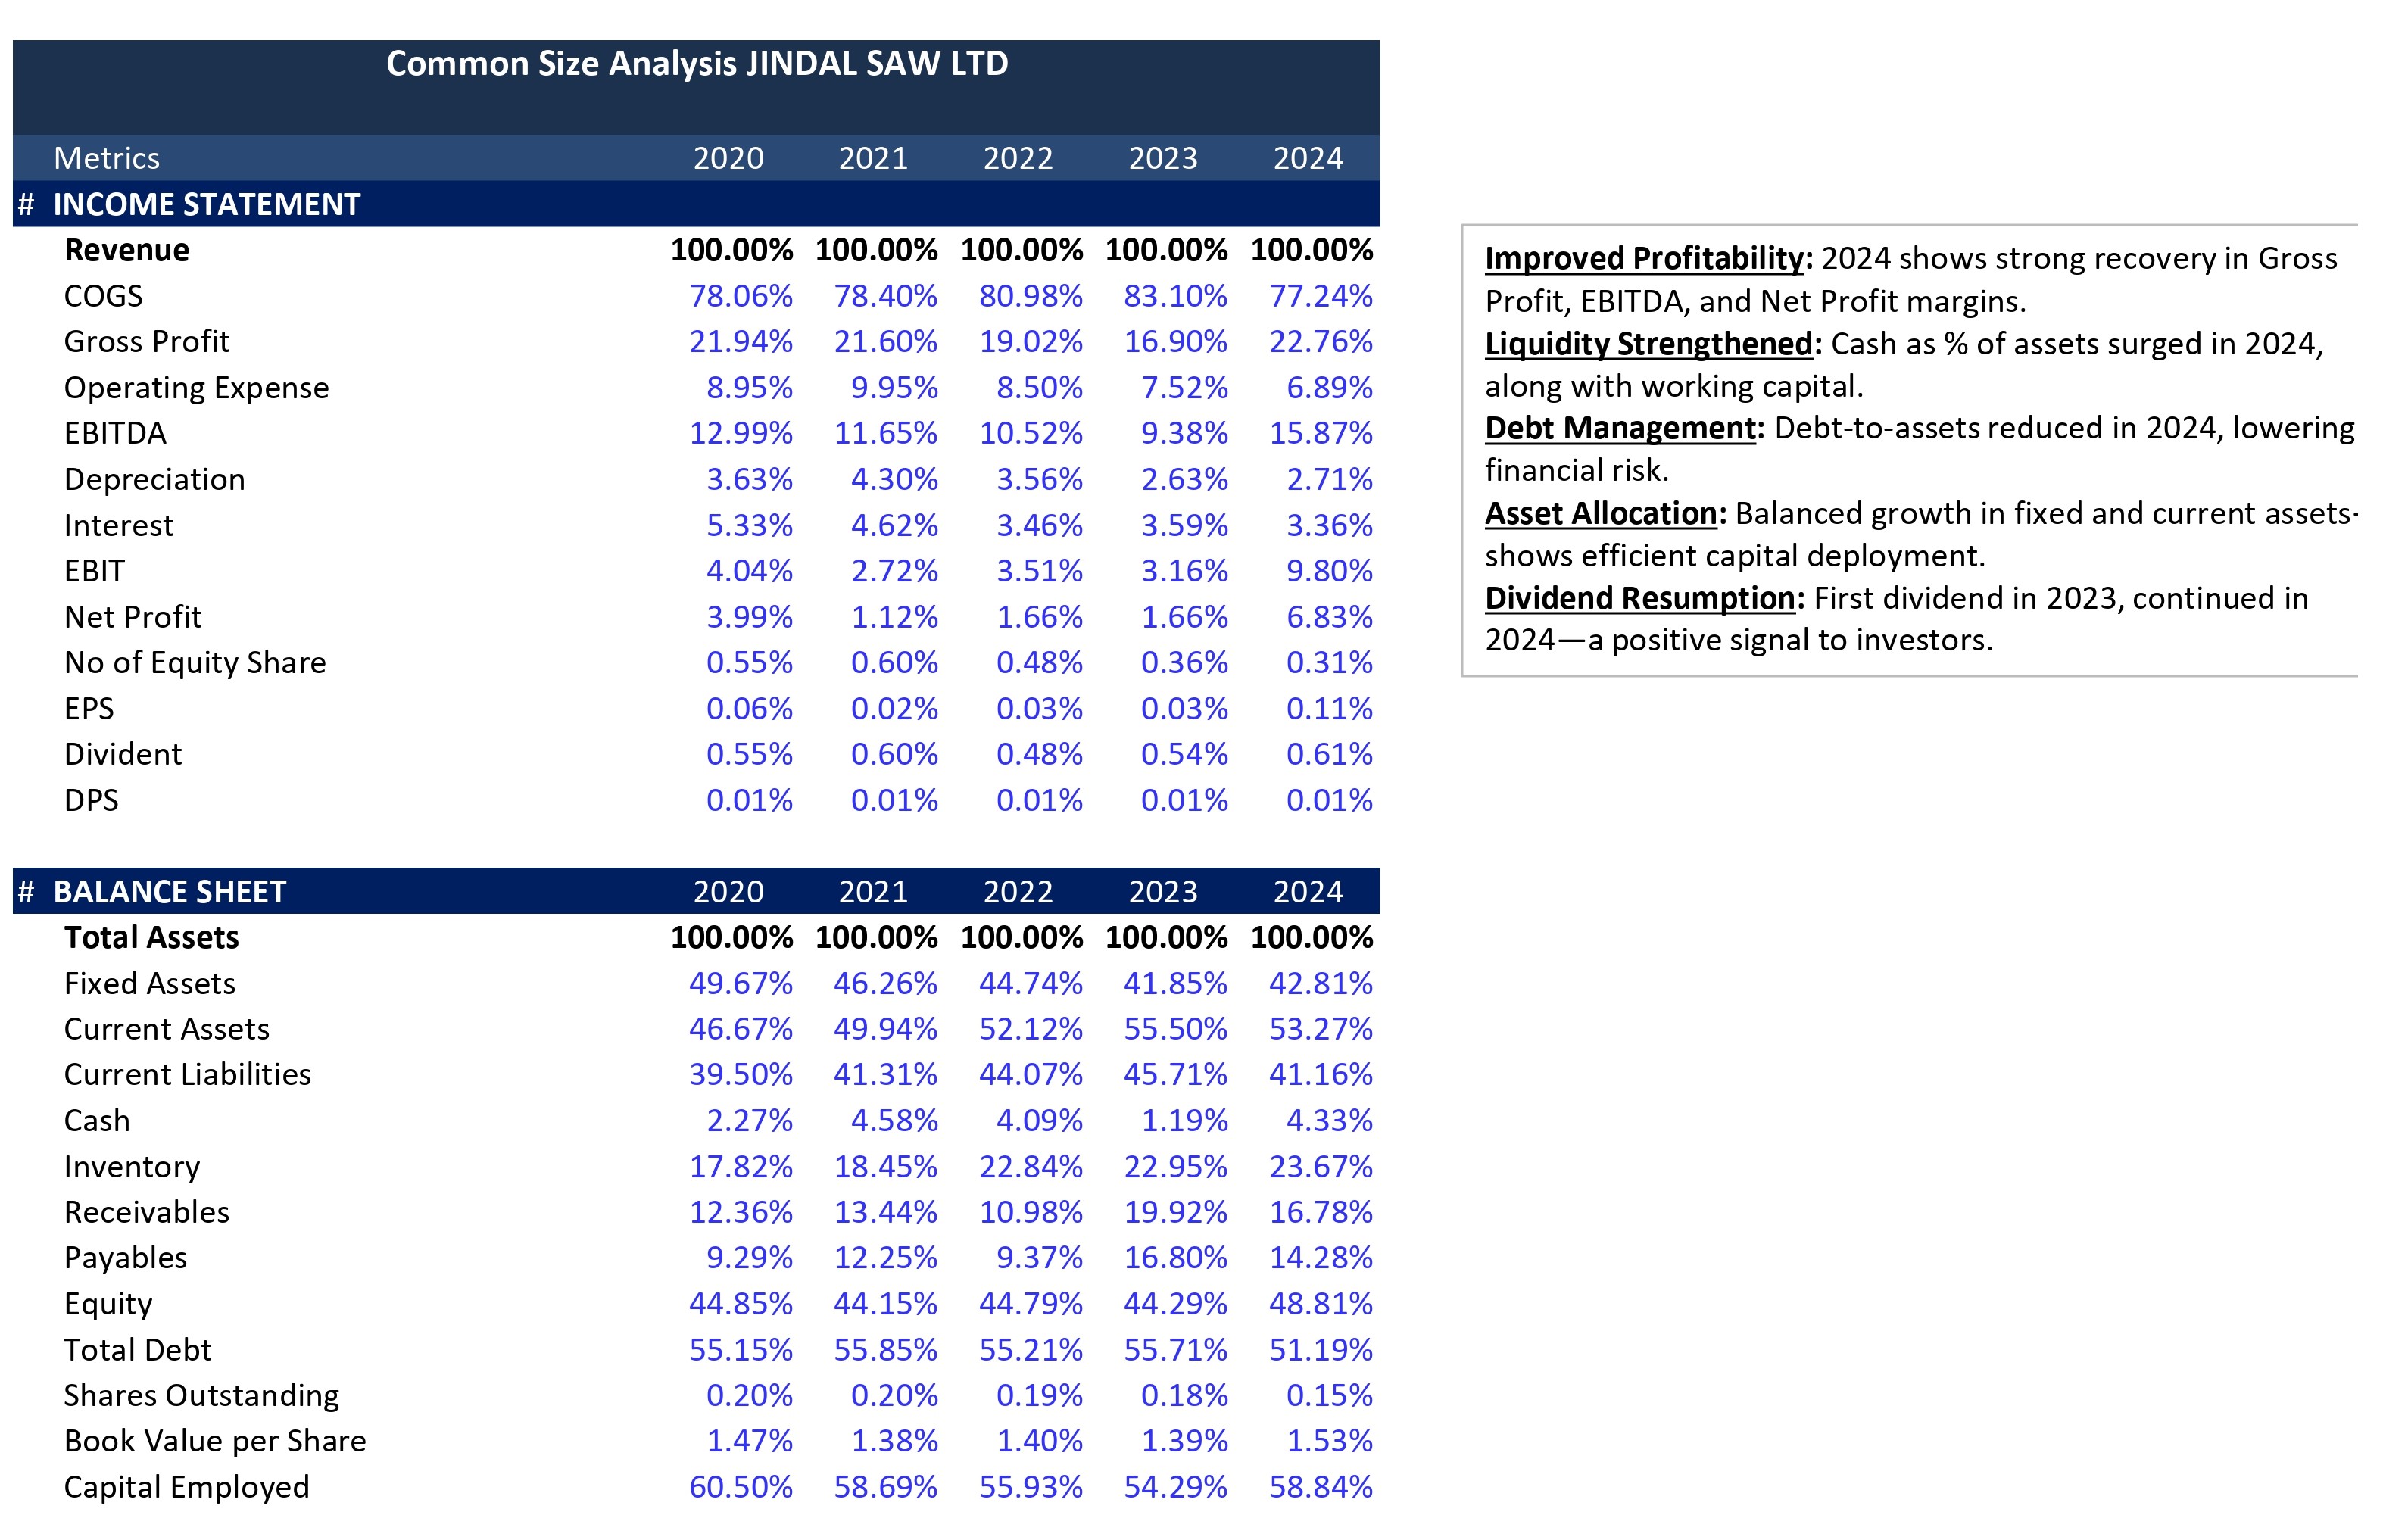 Common Size Analysis JINDAL SAW LTD
Metrics 2020 2021 2022 2023 2024
# INCOME STATEMENT
Revenue 100.00% 100.00% 100.00% 100.00% 100.00%
COGS 78.06% 78.40% 80.98% 83.10% 77.24%
Gross Profit 21.94% 21.60% 19.02% 16.90% 22.76%
Operating Expense 8.95% 9.95% 8.50% 7.52% 6.89%
EBITDA 12.99% 11.65% 10.52% 9.38% 15.87%
Depreciation 3.63% 4.30% 3.56% 2.63% 2.71%
Interest 5.33% 4.62% 3.46% 3.59% 3.36%
EBIT 4.04% 2.72% 3.51% 3.16% 9.80%
Net Profit 3.99% 1.12% 1.66% 1.66% 6.83%
No of Equity Share 0.55% 0.60% 0.48% 0.36% 0.31%
EPS 0.06% 0.02% 0.03% 0.03% 0.11%
Divident 0.55% 0.60% 0.48% 0.54% 0.61%
DPS 0.01% 0.01% 0.01% 0.01% 0.01%
# BALANCE SHEET 2020 2021 2022 2023 2024
Total Assets 100.00% 100.00% 100.00% 100.00% 100.00%
Fixed Assets 49.67% 46.26% 44.74% 41.85% 42.81%
Current Assets 46.67% 49.94% 52.12% 55.50% 53.27%
Current Liabilities 39.50% 41.31% 44.07% 45.71% 41.16%
Cash 2.27% 4.58% 4.09% 1.19% 4.33%
Inventory 17.82% 18.45% 22.84% 22.95% 23.67%
Receivables 12.36% 13.44% 10.98% 19.92% 16.78%
Payables 9.29% 12.25% 9.37% 16.80% 14.28%
Equity 44.85% 44.15% 44.79% 44.29% 48.81%
Total Debt 55.15% 55.85% 55.21% 55.71% 51.19%
Shares Outstanding 0.20% 0.20% 0.19% 0.18% 0.15%
Book Value per Share 1.47% 1.38% 1.40% 1.39% 1.53%
Capital Employed 60.50% 58.69% 55.93% 54.29% 58.84%
Improved Profitability: 2024 shows strong recovery in Gross
Profit, EBITDA, and Net Profit margins.
Liquidity Strengthened: Cash as % of assets surged in 2024,
along with working capital.
Debt Management: Debt-to-assets reduced in 2024, lowering
financial risk.
Asset Allocation: Balanced growth in fixed and current assets-
shows efficient capital deployment.
Dividend Resumption: First dividend in 2023, continued in
2024—a positive signal to investors.